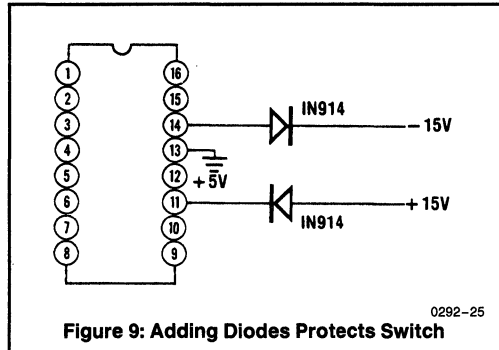 1
2
3
4
5
6
7
8
16
15
14
13
12
11
10
9
IN914
− 15V
+ 5V
+ 15V
IN914
0292–25
Figure 9: Adding Diodes Protects Switch